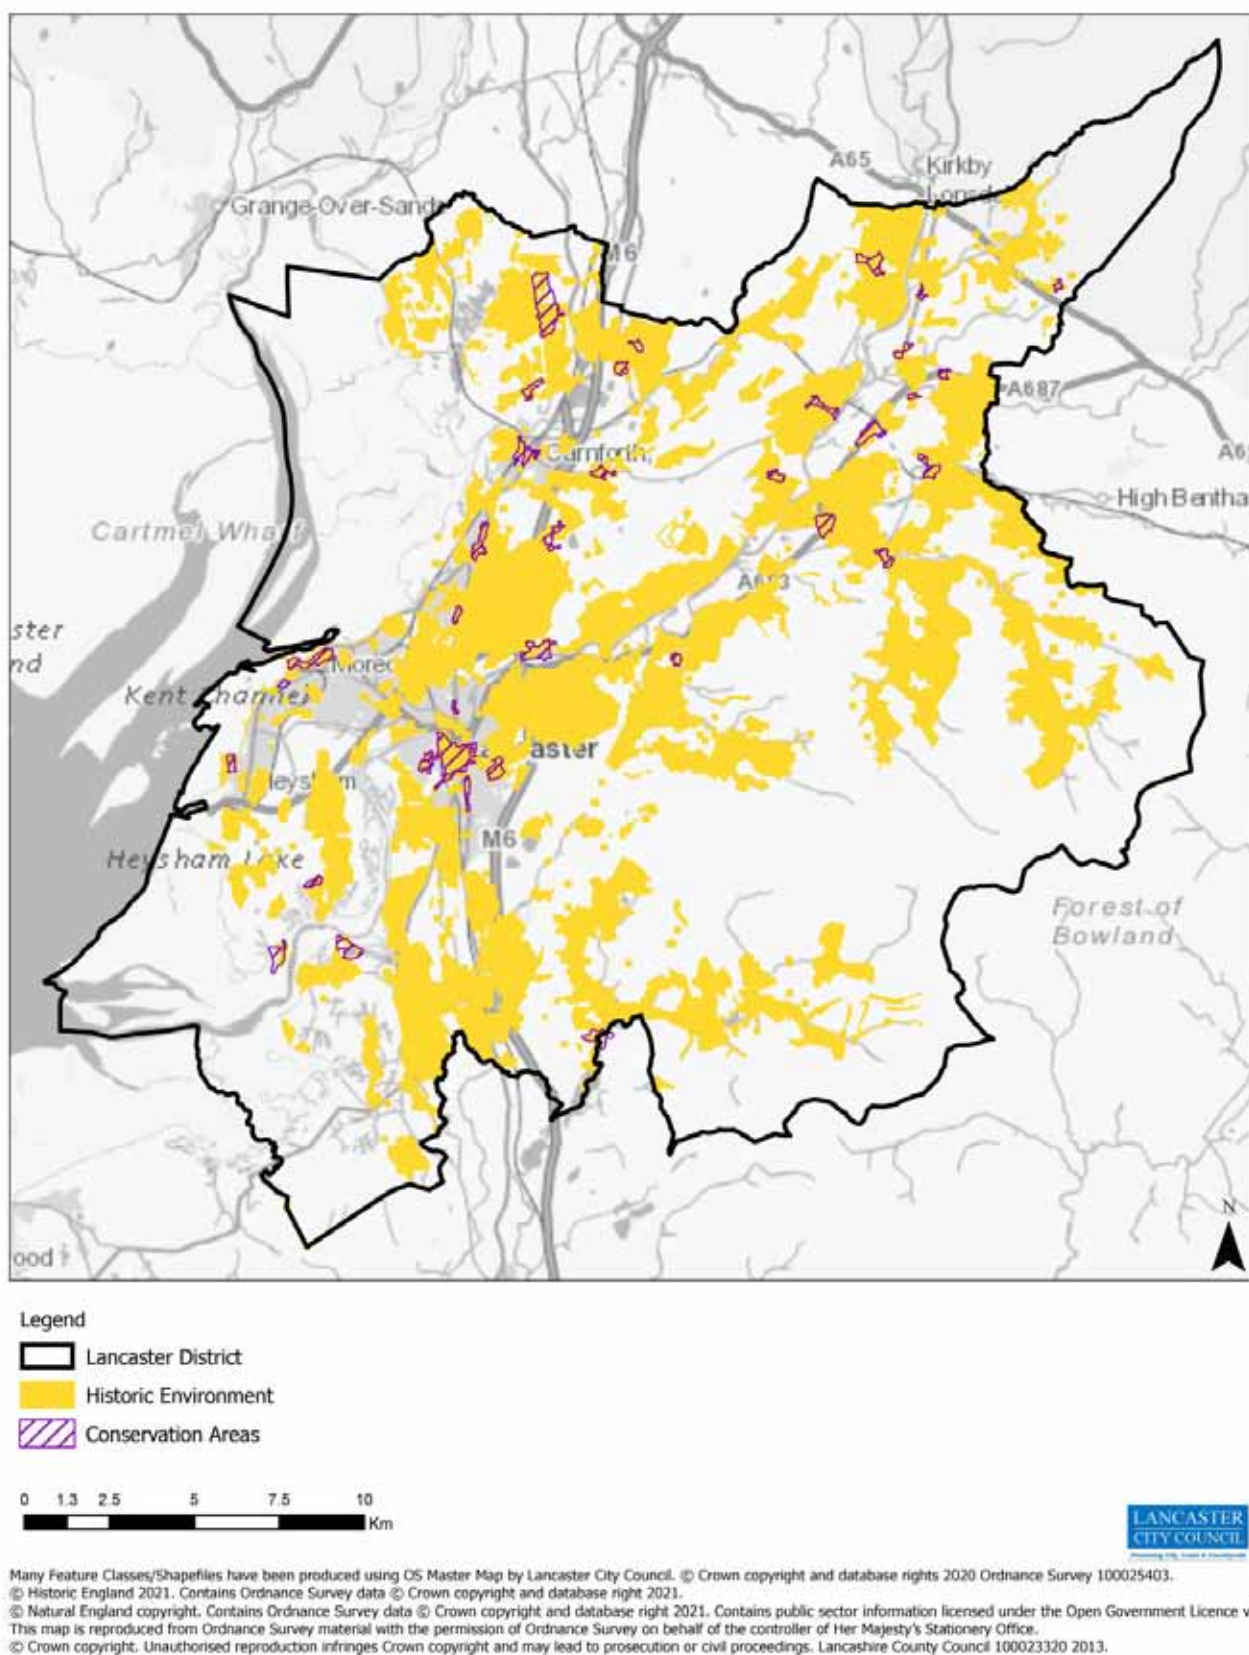 A65
Kirkby
Lonsd
Grange-Over-Sands
M6
A687
Carnforth
High Bentha
Cartmel Wharf
ster
nd
Morec
Kent Channel
aster
eysham
M6
Heysham Lake
Forest of
Bowland
N
ood
Legend
Lancaster District
Historic Environment
Conservation Areas
0 1.3 2.5 5 7.5 10
Km
LANCASTER
CITY COUNCIL
Many Feature Classes/Shapefiles have been produced using OS Master Map by Lancaster City Council. © Crown copyright and database rights 2020 Ordnance Survey 100025403.
© Historic England 2021. Contains Ordnance Survey data © Crown copyright and database right 2021.
© Natural England copyright. Contains Ordnance Survey data © Crown copyright and database right 2021. Contains public sector information licensed under the Open Government Licence v
This map is reproduced from Ordnance Survey material with the permission of Ordnance Survey on behalf of the controller of Her Majesty's Stationery Office.
© Crown copyright. Unauthorised reproduction infringes Crown copyright and may lead to prosecution or civil proceedings. Lancashire County Council 100023320 2013.